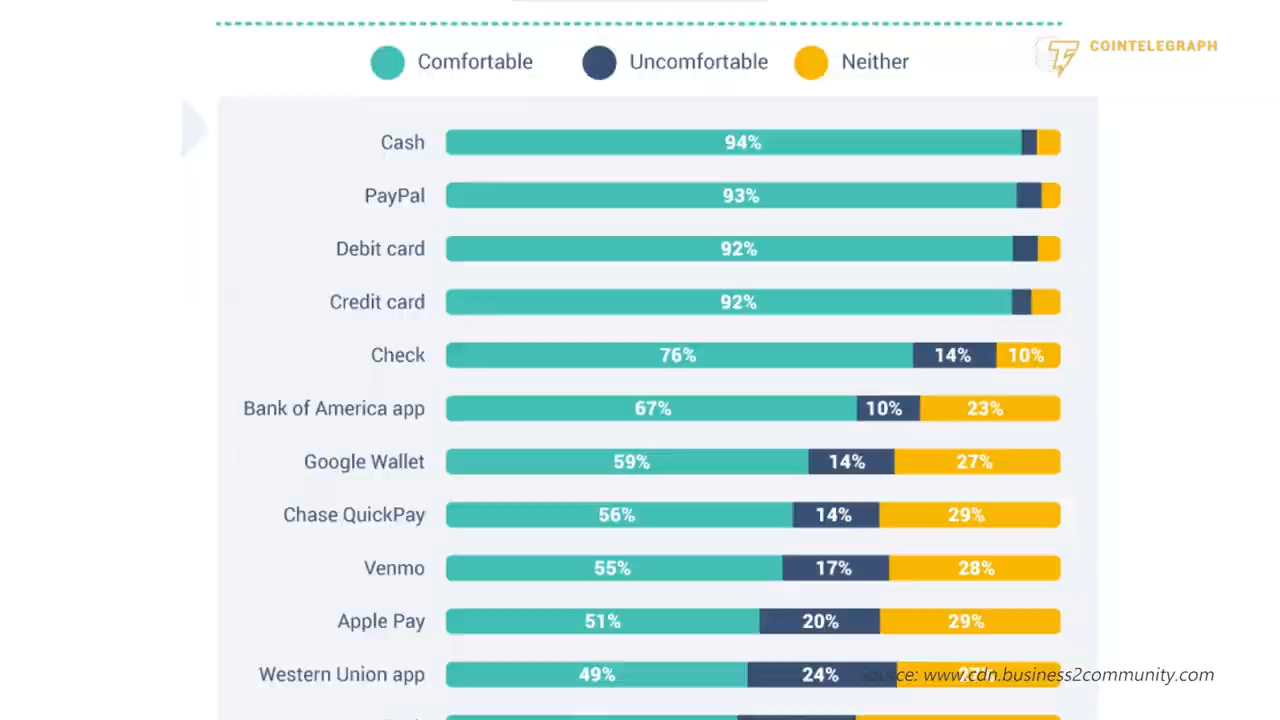 Comfortable Uncomfortable Neither
COINTELEGRAPH
Cash 94%
PayPal 93%
Debit card 92%
Credit card 92%
Check 76% 14% 10%
Bank of America app 67% 10% 23%
Google Wallet 59% 14% 27%
Chase QuickPay 56% 14% 29%
Venmo 55% 17% 28%
Apple Pay 51% 20% 29%
Western Union app 49% 24% 27%
source: www.cdn.business2community.com